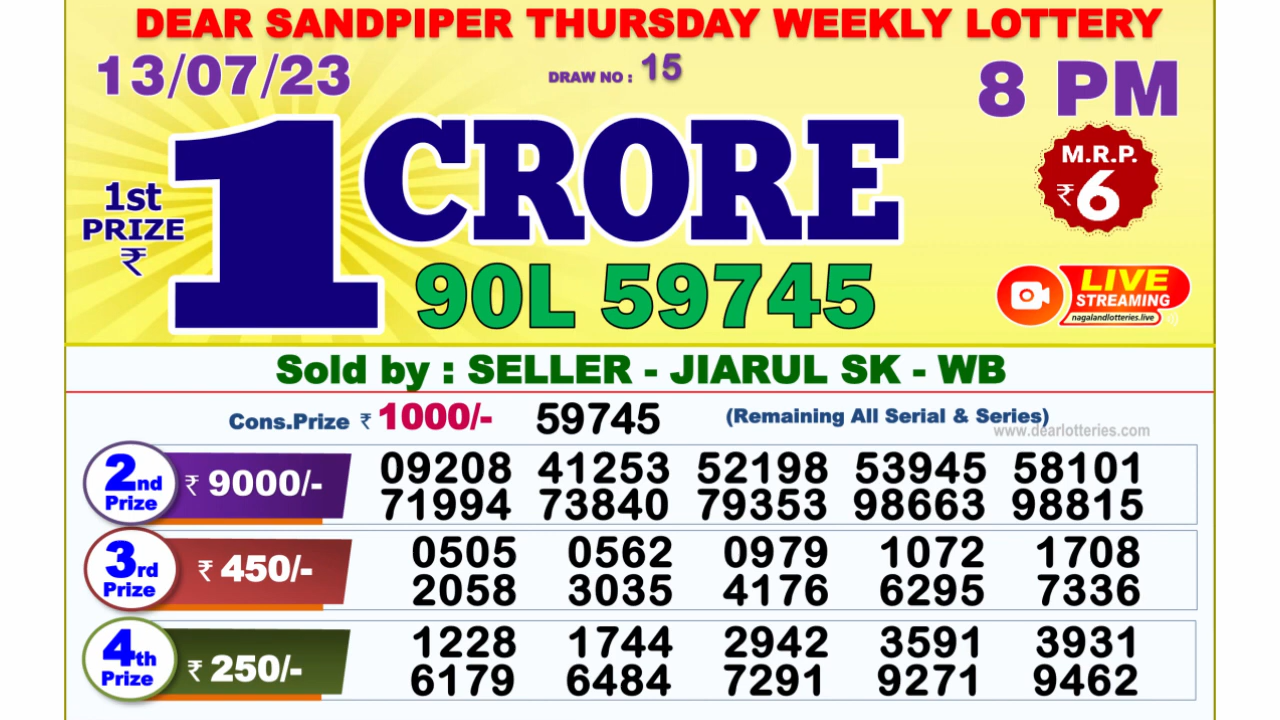 DEAR SANDPIPER THURSDAY WEEKLY LOTTERY
13/07/23
DRAW NO : 15
8 PM
1st
PRIZE
₹
1 CRORE
M.R.P.
₹ 6
90L 59745
LIVE
STREAMING
nagalandlotteries.live
Sold by : SELLER - JIARUL SK - WB
Cons.Prize ₹ 1000/- 59745 (Remaining All Serial & Series)
www.dearlotteries.com
2nd Prize ₹ 9000/-
09208 41253 52198 53945 58101
71994 73840 79353 98663 98815
3rd Prize ₹ 450/-
0505 0562 0979 1072 1708
2058 3035 4176 6295 7336
4th Prize ₹ 250/-
1228 1744 2942 3591 3931
6179 6484 7291 9271 9462